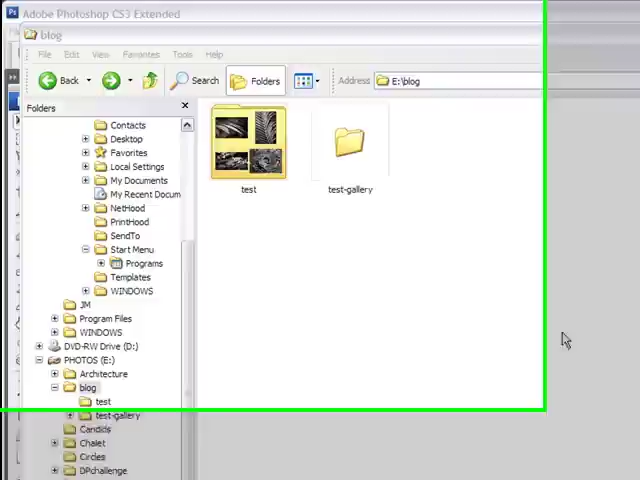 Adobe Photoshop CS3 Extended
blog
File Edit View Favorites Tools Help
Back Search Folders Address E:\blog
Folders
Contacts
Desktop
Favorites
Local Settings
My Documents
My Recent Docum
NetHood
PrintHood
SendTo
Start Menu
Programs
Templates
WINDOWS
JM
Program Files
WINDOWS
DVD-RW Drive (D:)
PHOTOS (E:)
Architecture
blog
test
test-gallery
Candids
Chalet
Circles
DPchallenge
test
test-gallery